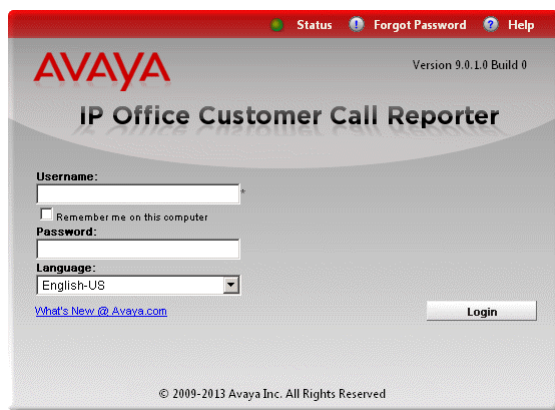 Status ! Forgot Password ? Help
AVAYA
Version 9.0.1.0 Build 0
IP Office Customer Call Reporter
Username:
*
Remember me on this computer
Password:
Language:
English-US
What's New @ Avaya.com
Login
© 2009-2013 Avaya Inc. All Rights Reserved